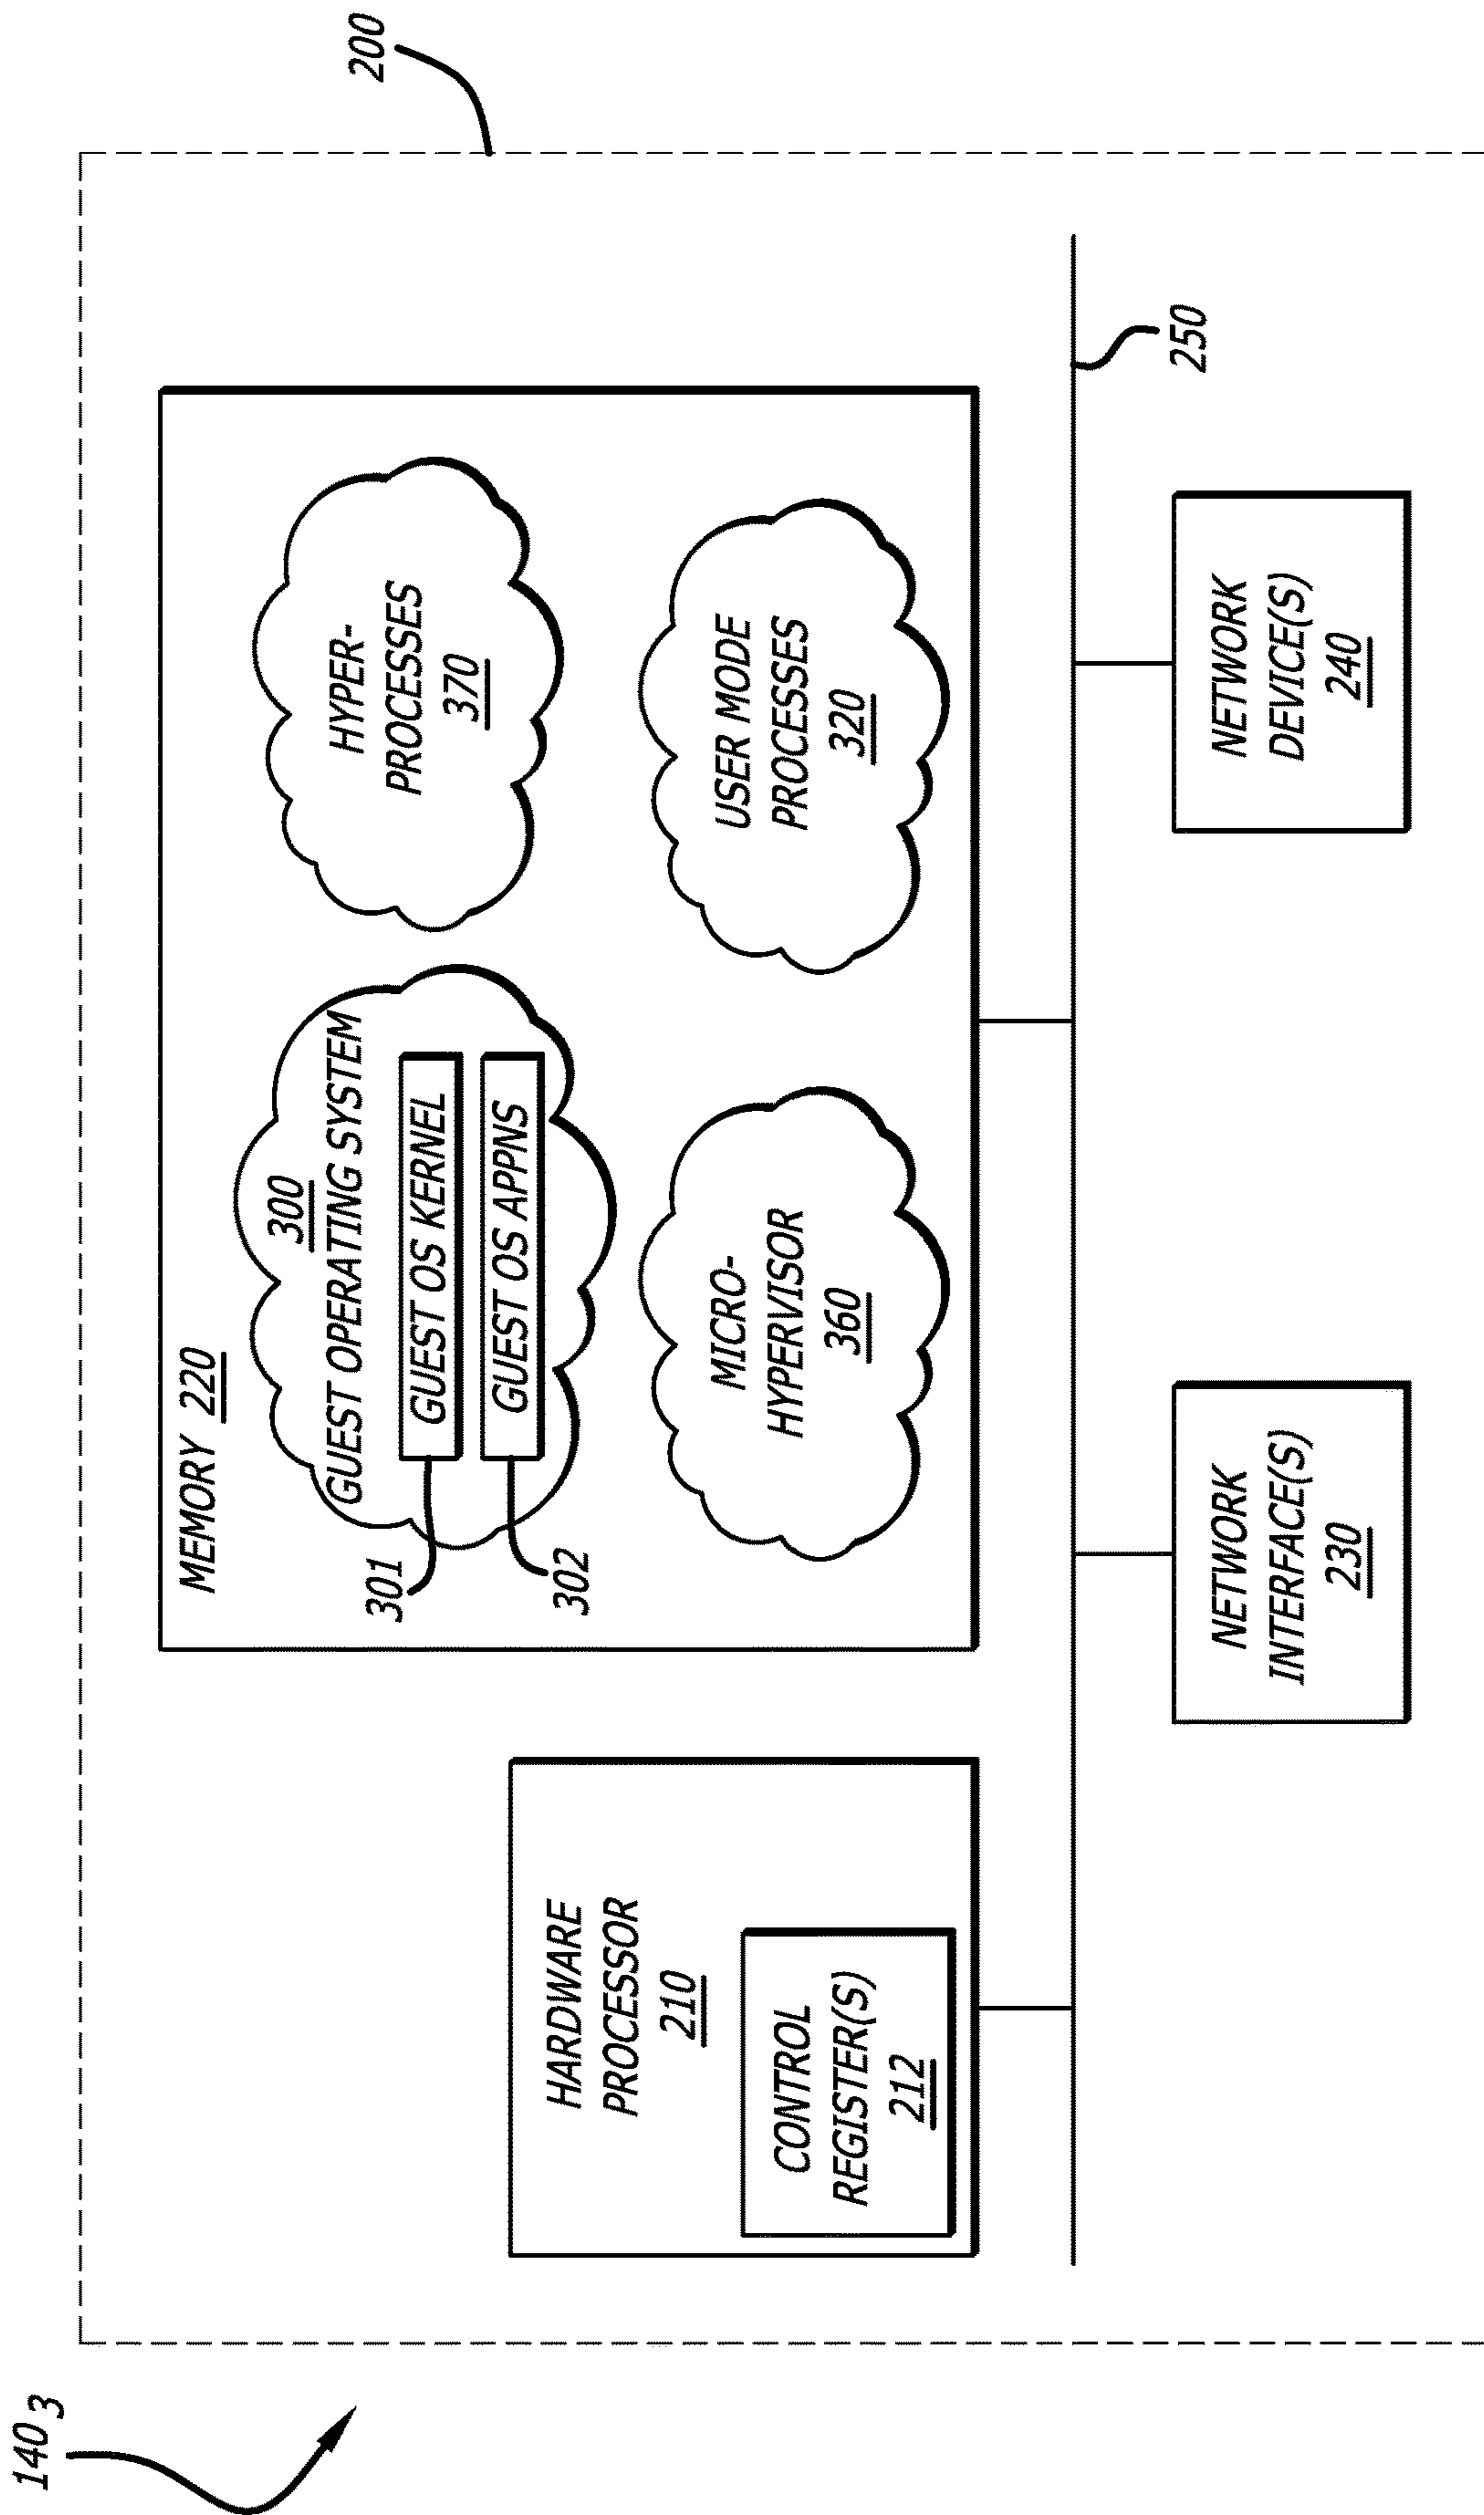 140 3
200
MEMORY 220
300
GUEST OPERATING SYSTEM
GUEST OS KERNEL
GUEST OS APPNS
301
302
HYPER-
PROCESSES
370
MICRO-
HYPERVISOR
360
USER MODE
PROCESSES
320
HARDWARE
PROCESSOR
210
CONTROL
REGISTER(S)
212
250
NETWORK
INTERFACE(S)
230
NETWORK
DEVICE(S)
240